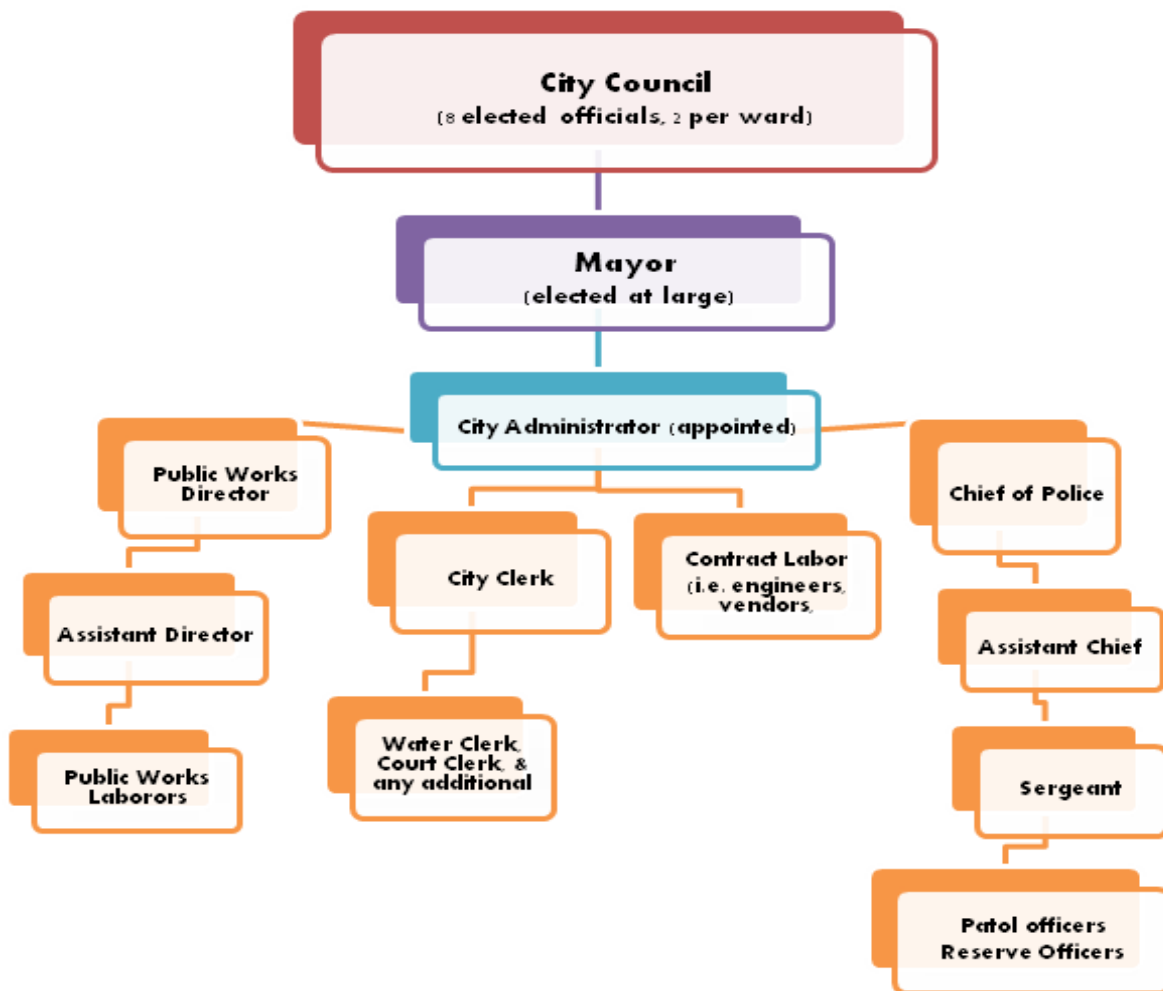 City Council
(8 elected officials, 2 per ward)
Mayor
(elected at large)
City Administrator (appointed)
Public Works
Director
Chief of Police
City Clerk
Contract Labor
(i.e. engineers,
vendors,
Assistant Director
Assistant Chief
Water Clerk,
Court Clerk, &
any additional
Public Works
Laborors
Sergeant
Patol officers
Reserve Officers